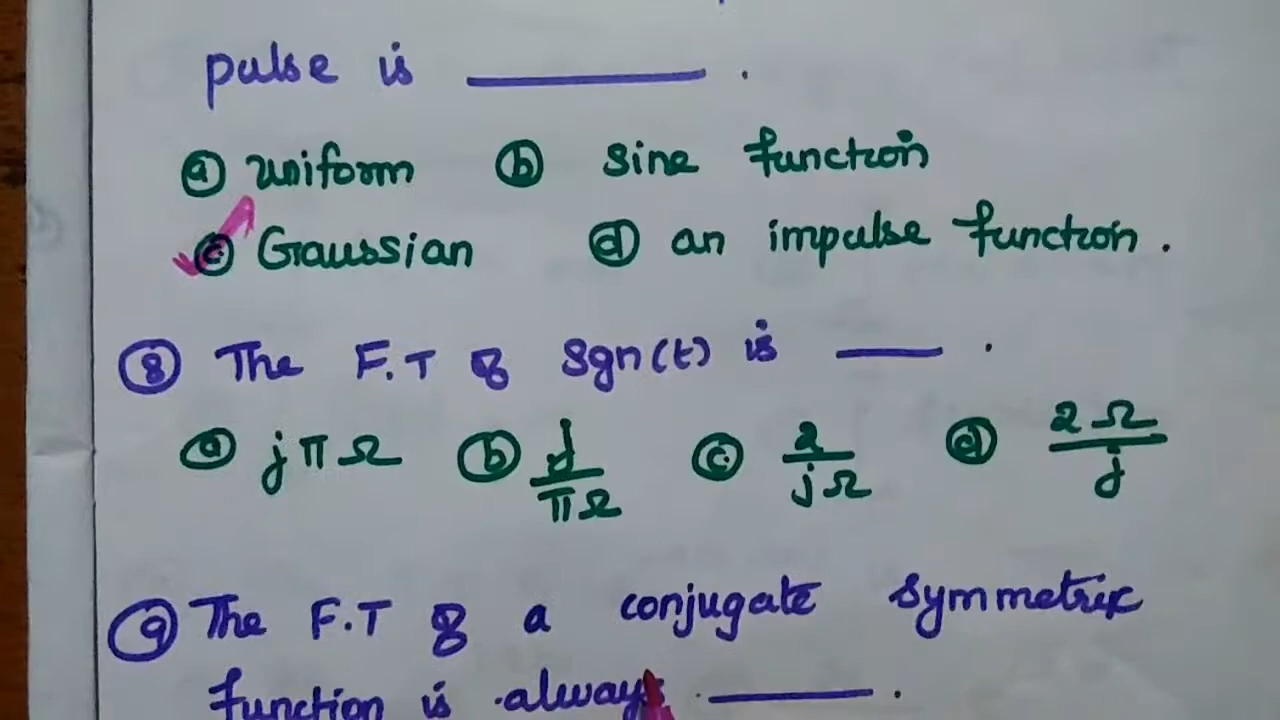 pulse is ______ .
ⓐ uniform ⓑ sine function
ⓒ Gaussian ⓓ an impulse function .
⑧ The F.T of Sgn(t) is ____ .
ⓐ jπΩ ⓑ j/πΩ ⓒ 2/jΩ ⓓ 2Ω/j
⑨ The F.T of a conjugate symmetric
function is always ______ .